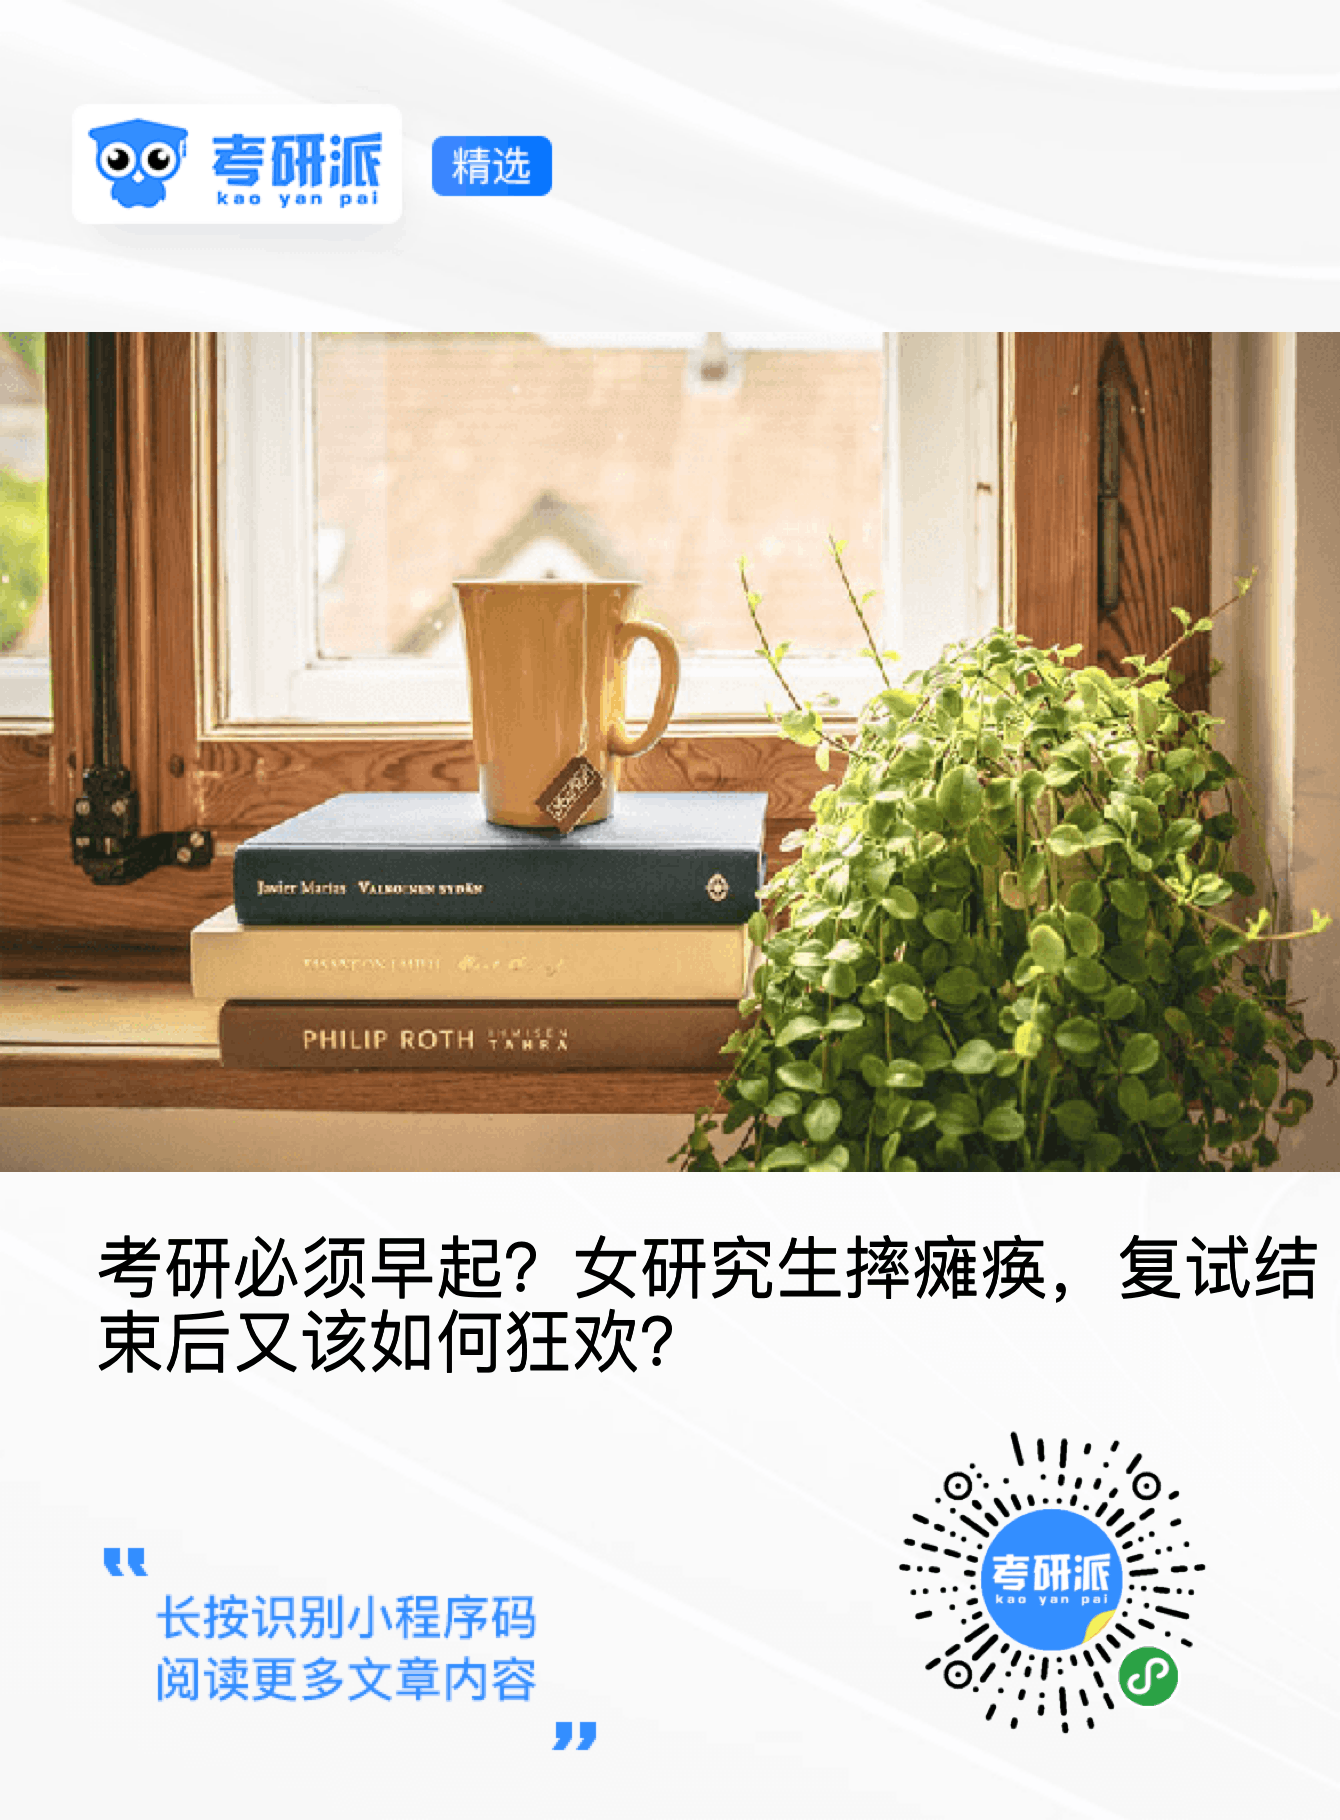 考研派
kao yan pai
精选
Javier Marías VALKOINEN SYDÄN
PHILIP ROTH IHMISEN
TAHRA
考研必须早起？女研究生摔瘫痪，复试结
束后又该如何狂欢？
长按识别小程序码
阅读更多文章内容
考研派
kao yan pai